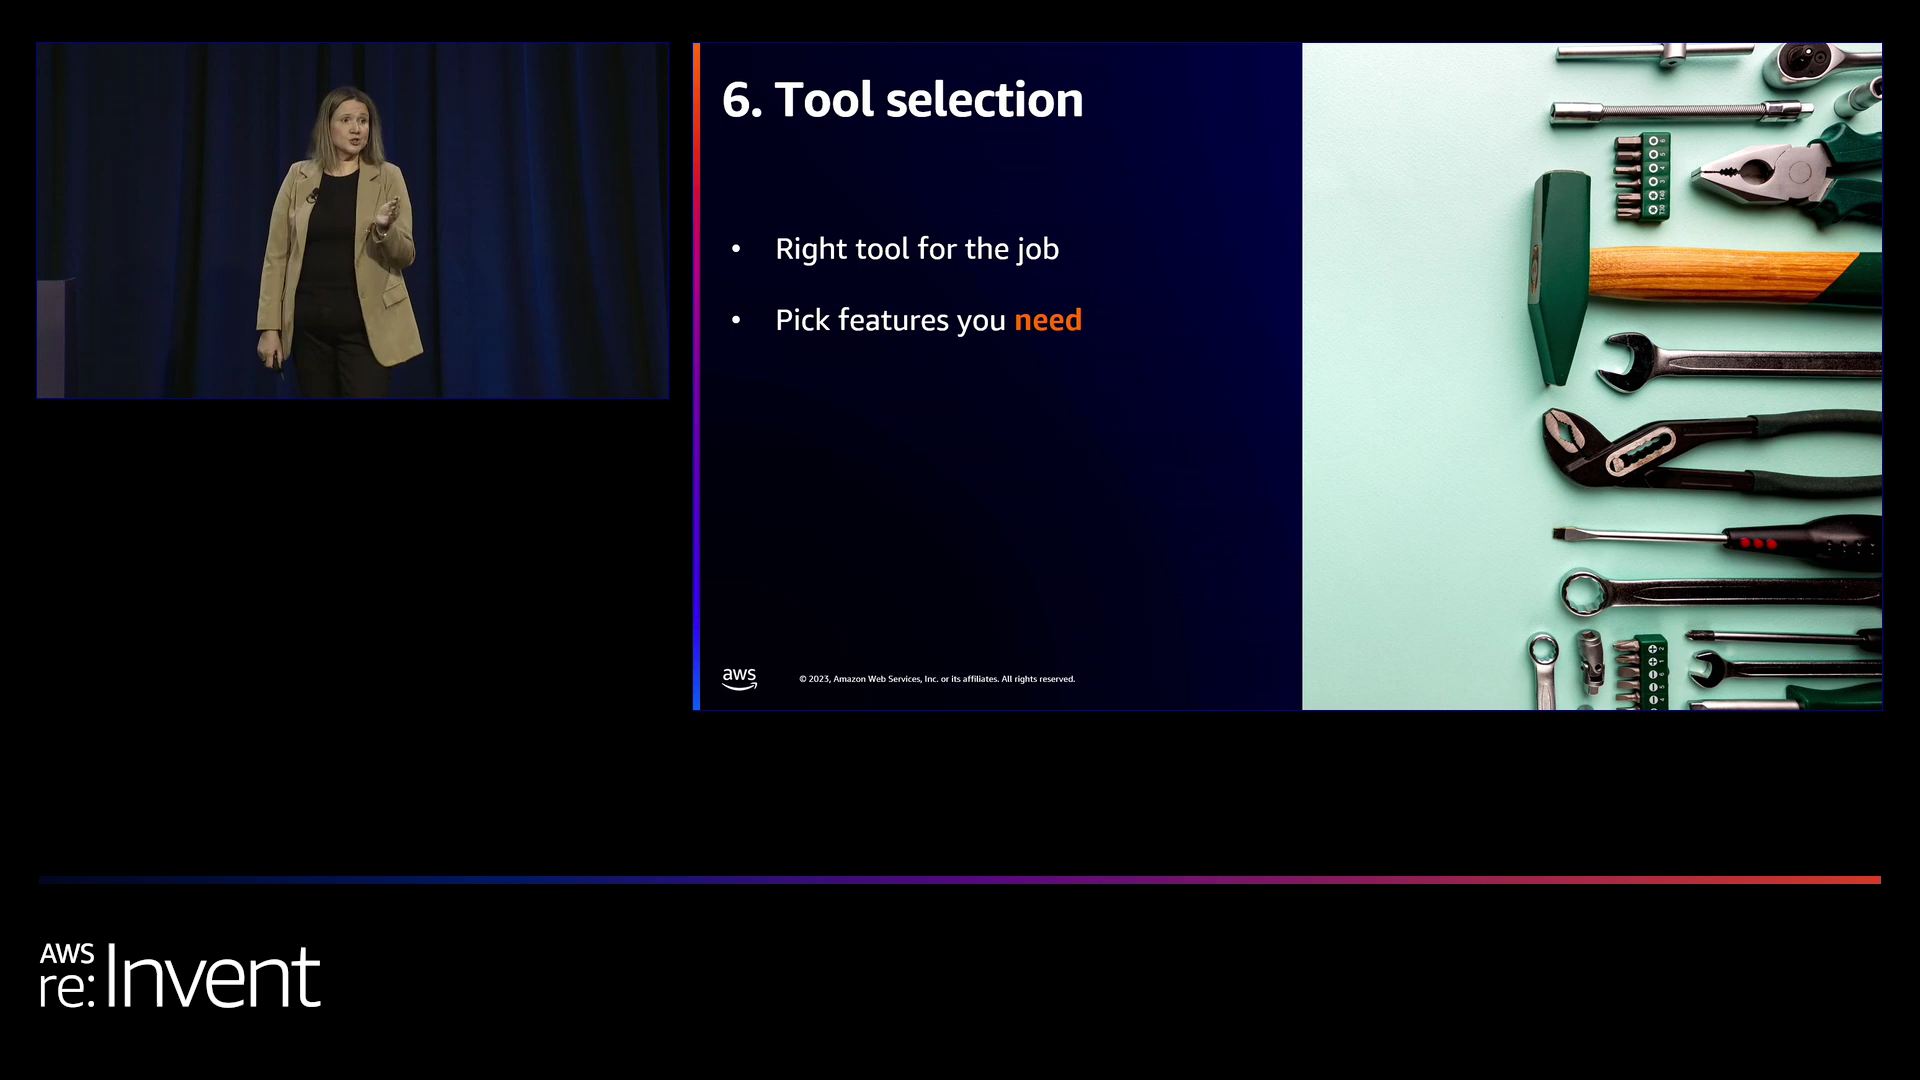 6. Tool selection
• Right tool for the job
• Pick features you need
aws
© 2023, Amazon Web Services, Inc. or its affiliates. All rights reserved.
AWS
re:Invent